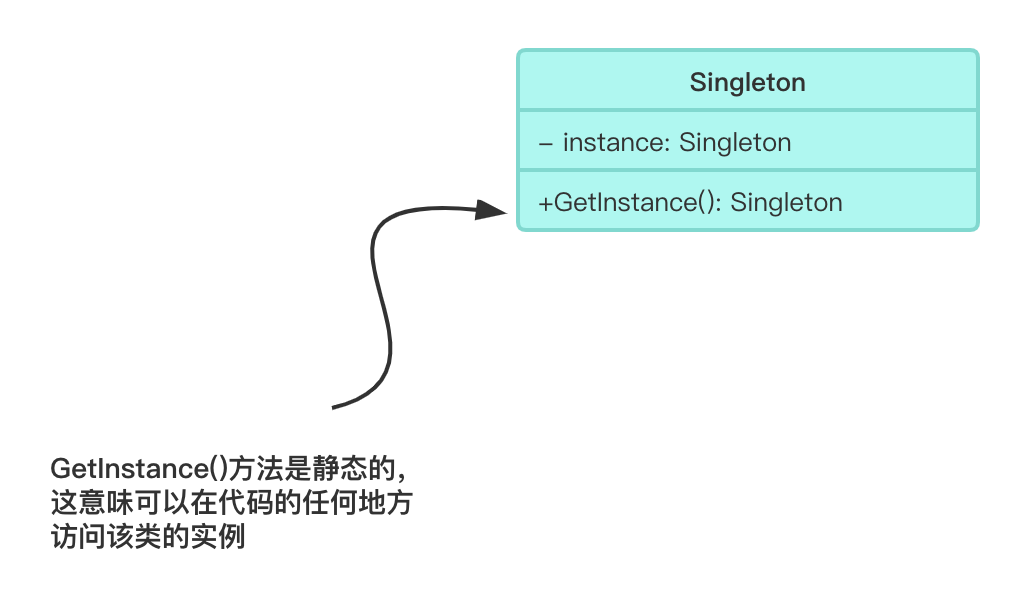 Singleton
– instance: Singleton
+GetInstance(): Singleton
GetInstance()方法是静态的，
这意味可以在代码的任何地方
访问该类的实例